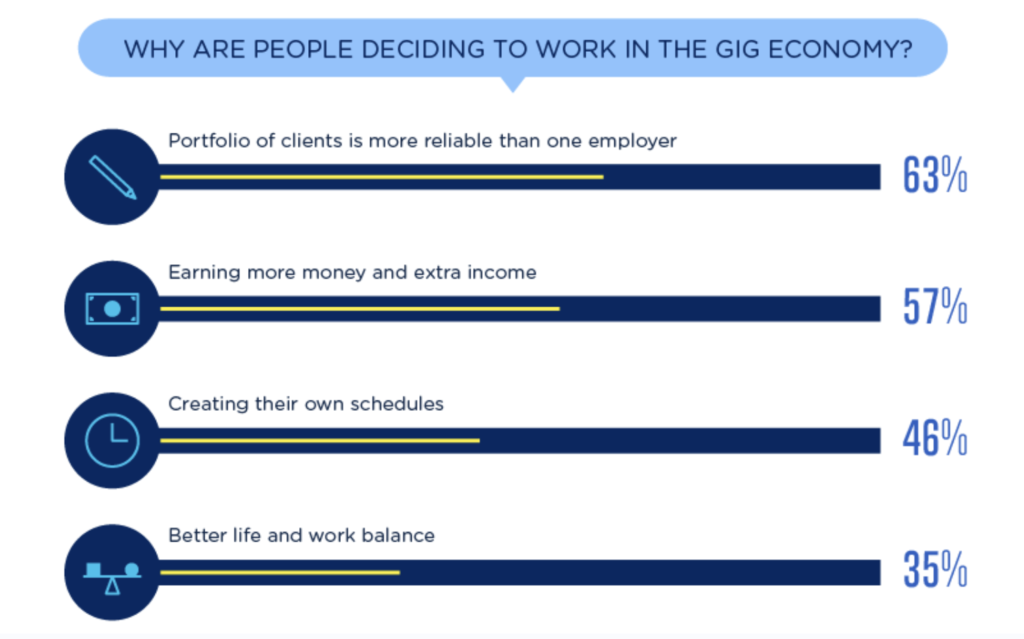 WHY ARE PEOPLE DECIDING TO WORK IN THE GIG ECONOMY?
Portfolio of clients is more reliable than one employer
63%
Earning more money and extra income
57%
Creating their own schedules
46%
Better life and work balance
35%